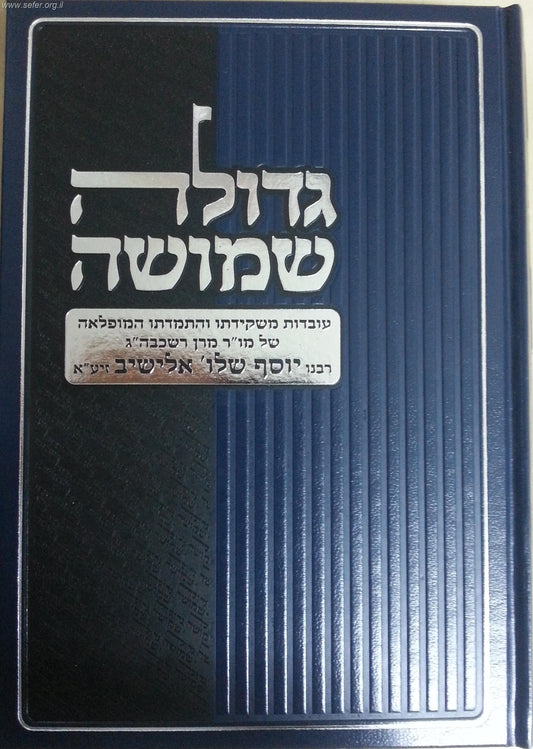 www.sefer.org.il
גדולה
שמושה
עובדות משקידתו והתמדתו המופלאה
של מו״ר מרן רשכבה״ג
רבנו יוסף שלו' אלישיב זיע״א